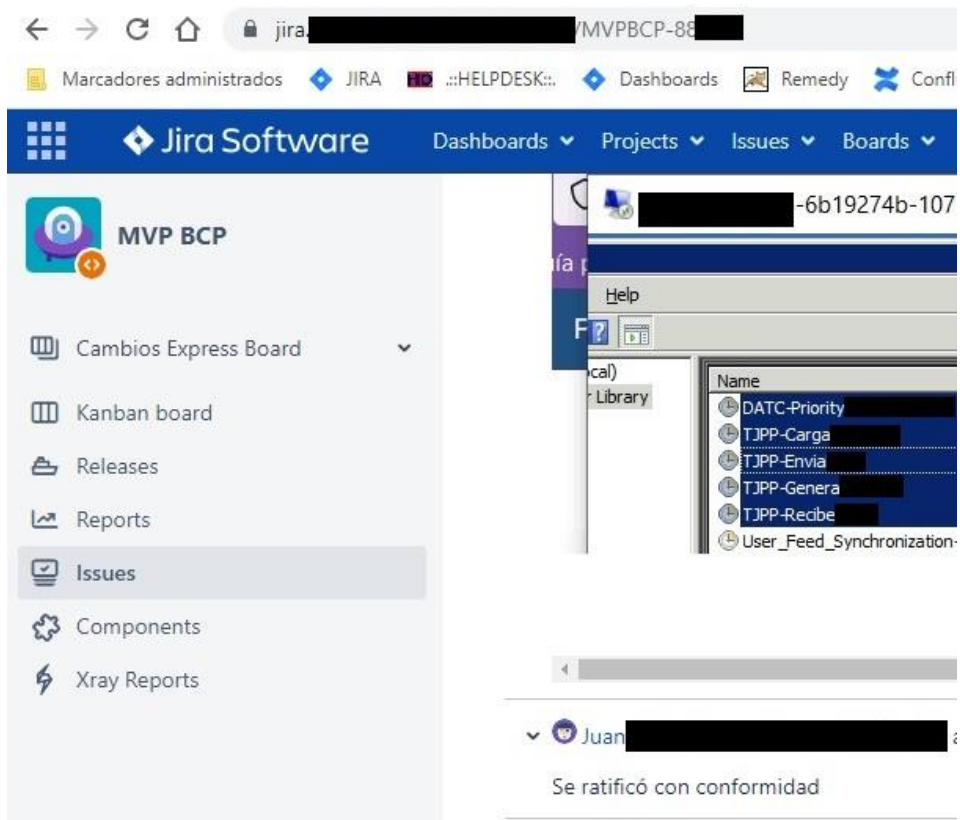 jira. /MVPBCP-88
Marcadores administrados JIRA HD .::HELPDESK::. Dashboards Remedy Confl
Jira Software Dashboards Projects Issues Boards
MVP BCP
Cambios Express Board
Kanban board
Releases
Reports
Issues
Components
Xray Reports
-6b19274b-107
ía p
Help
F
cal)
r Library
Name
DATC-Priority
TJPP-Carga
TJPP-Envia
TJPP-Genera
TJPP-Recibe
User_Feed_Synchronization-
Juan a
Se ratificó con conformidad